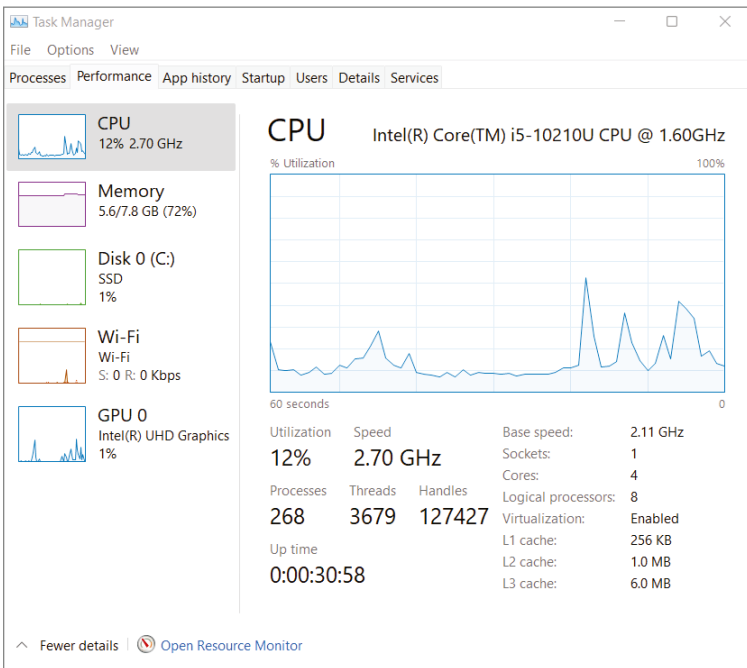 Task Manager
File Options View
Processes Performance App history Startup Users Details Services
CPU
12% 2.70 GHz
Memory
5.6/7.8 GB (72%)
Disk 0 (C:)
SSD
1%
Wi-Fi
Wi-Fi
S: 0 R: 0 Kbps
GPU 0
Intel(R) UHD Graphics
1%
CPU Intel(R) Core(TM) i5-10210U CPU @ 1.60GHz
% Utilization 100%
60 seconds 0
Utilization Speed
12% 2.70 GHz
Processes Threads Handles
268 3679 127427
Up time
0:00:30:58
Base speed: 2.11 GHz
Sockets: 1
Cores: 4
Logical processors: 8
Virtualization: Enabled
L1 cache: 256 KB
L2 cache: 1.0 MB
L3 cache: 6.0 MB
Fewer details Open Resource Monitor